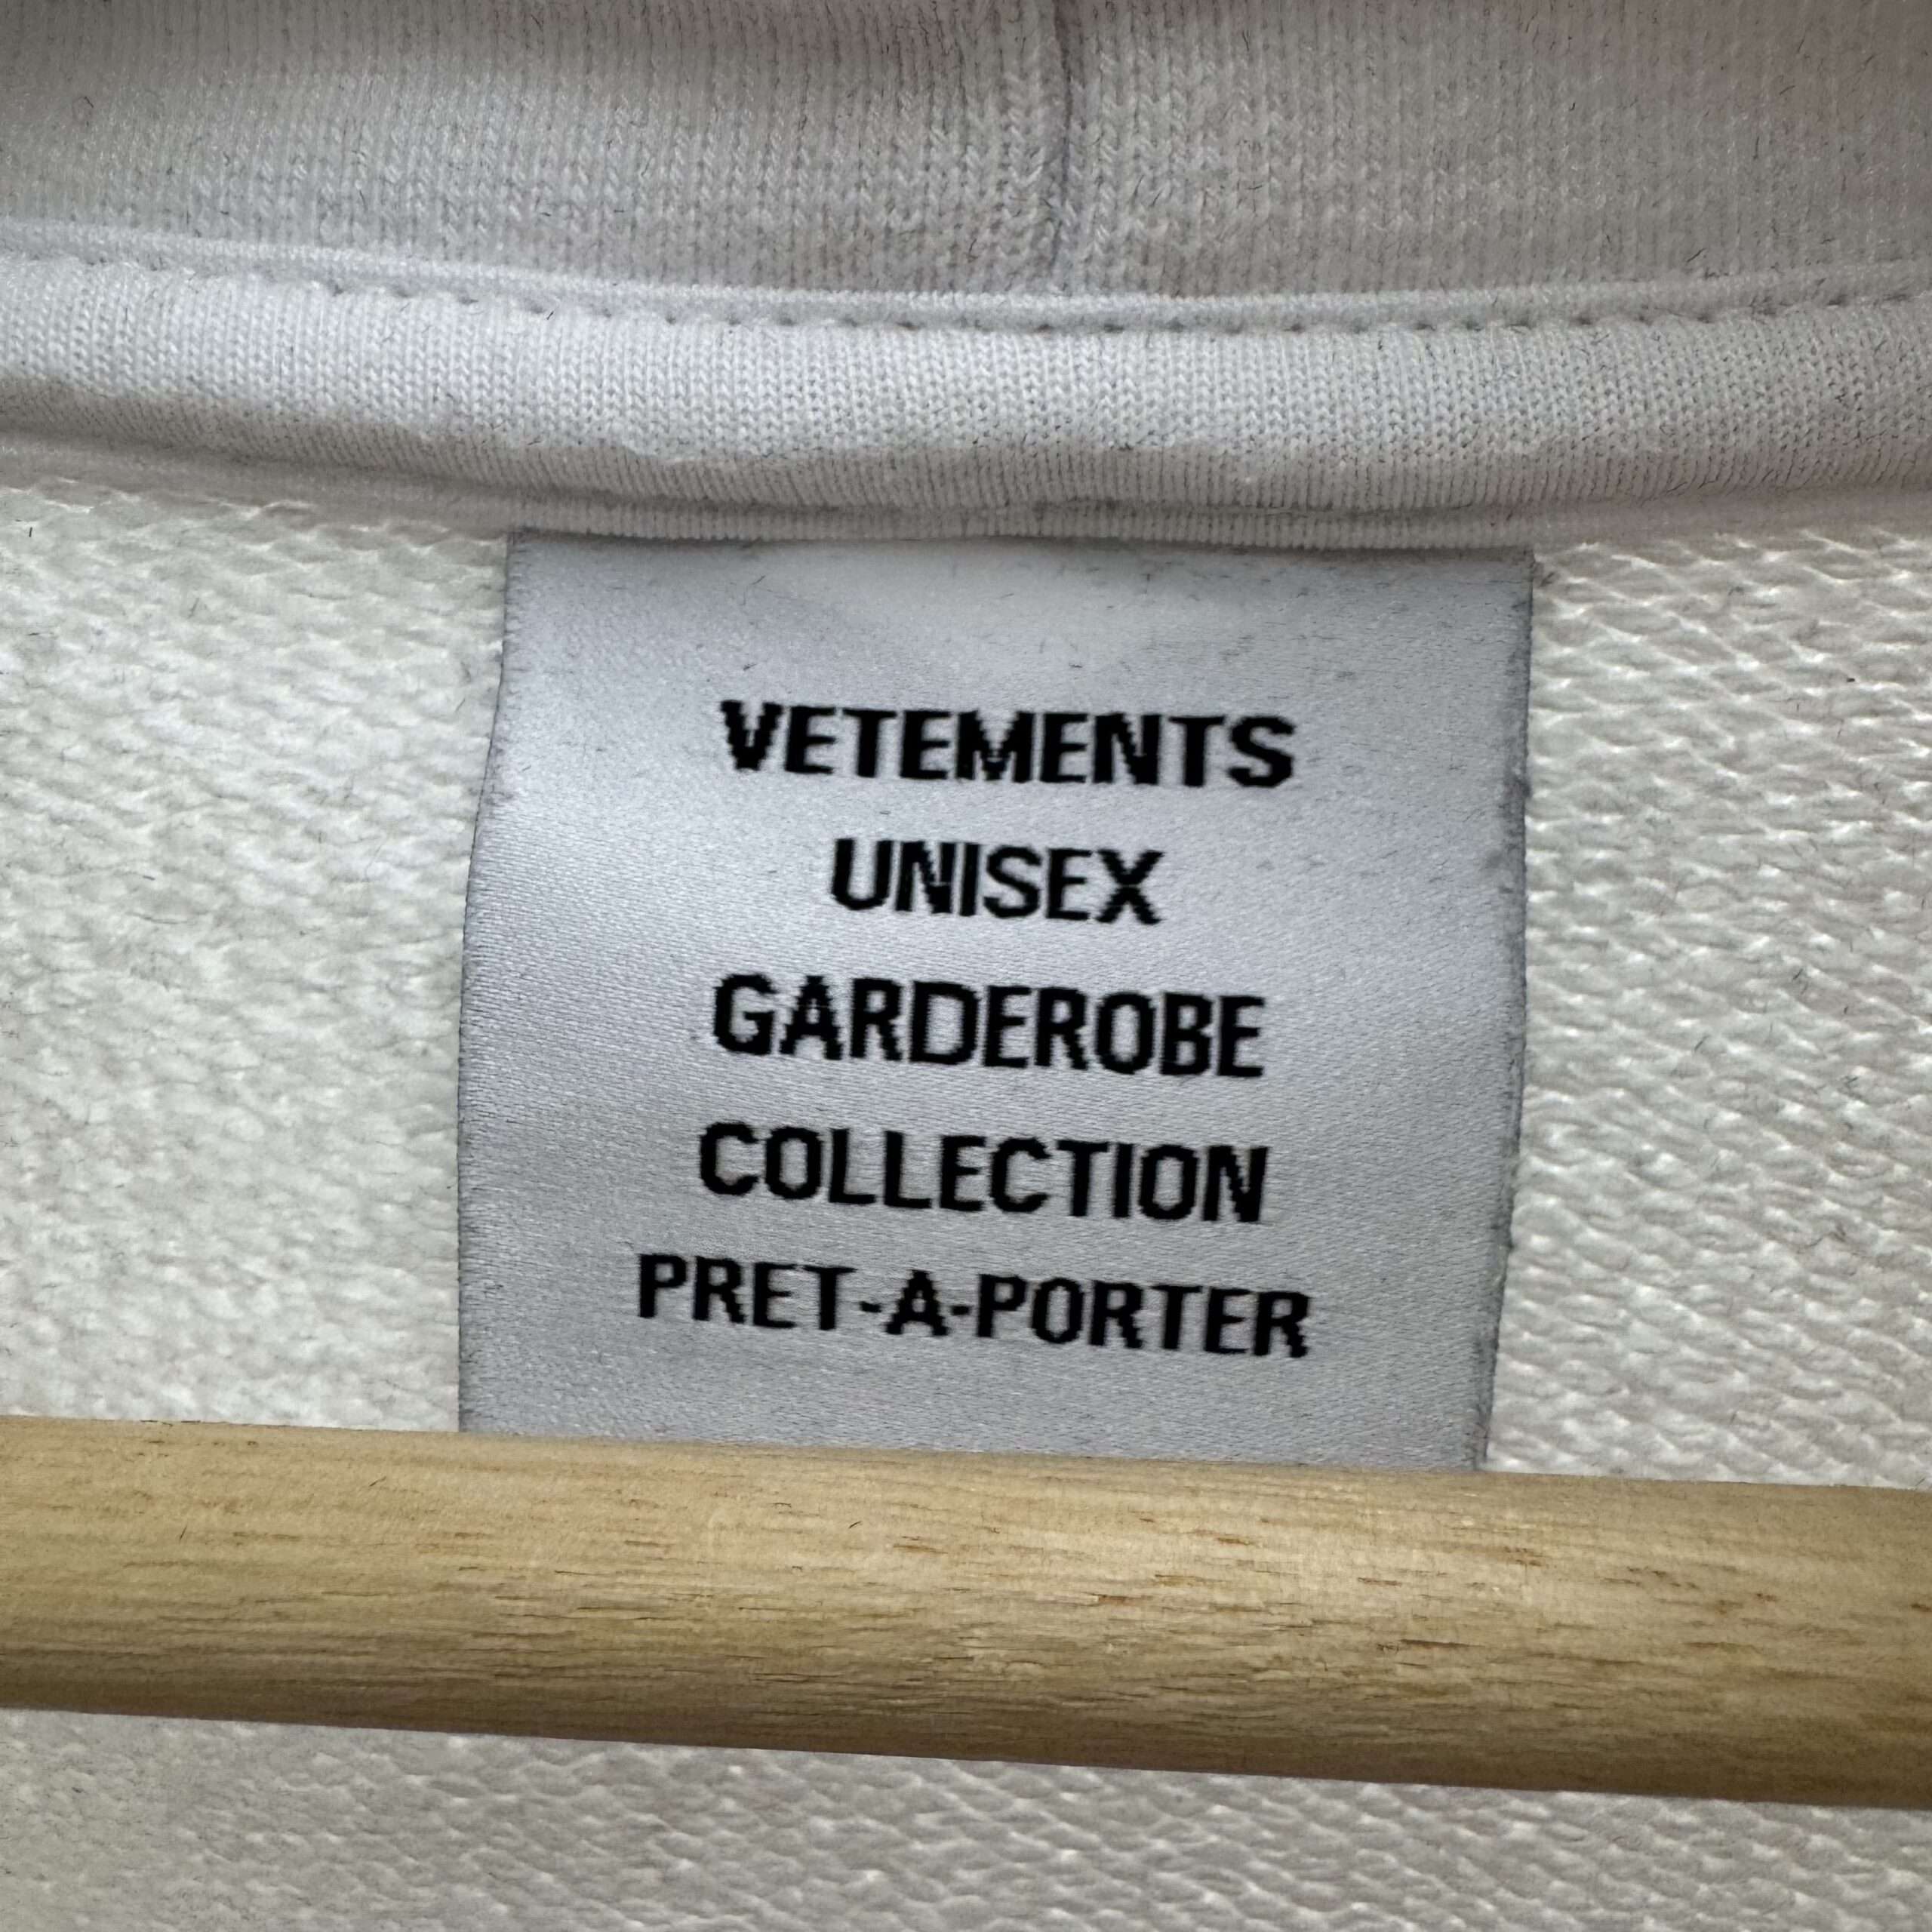 VETEMENTS
UNISEX
GARDEROBE
COLLECTION
PRET-A-PORTER